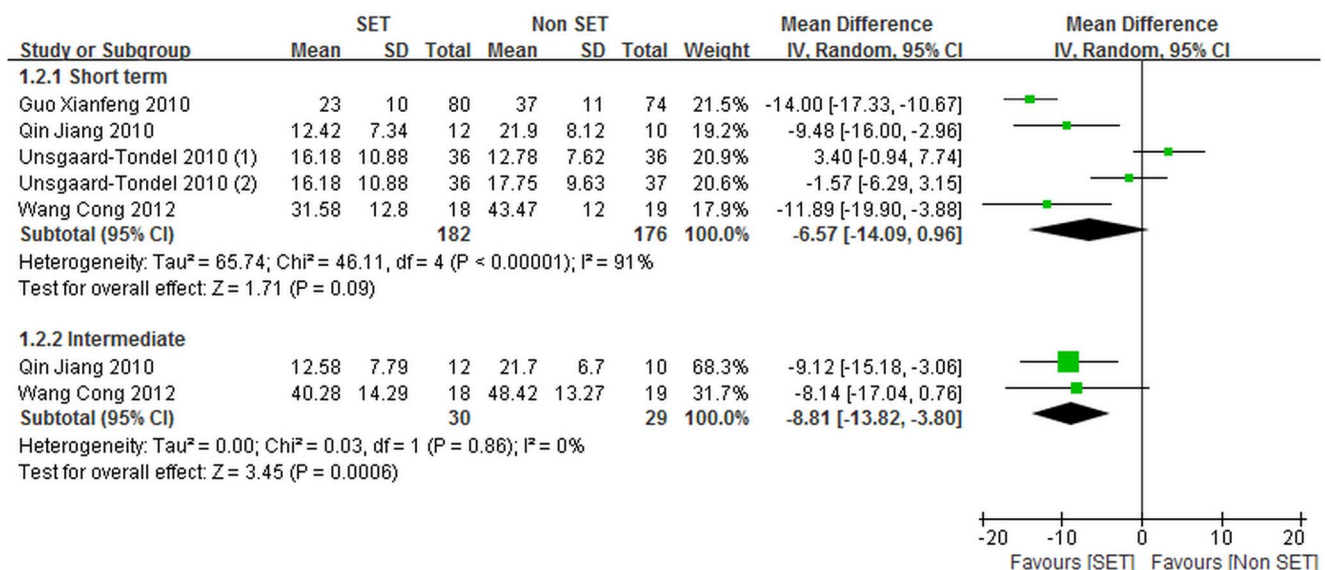 SET Non SET Mean Difference Mean Difference
Study or Subgroup Mean SD Total Mean SD Total Weight IV, Random, 95% CI IV, Random, 95% CI
1.2.1 Short term
Guo Xianfeng 2010 23 10 80 37 11 74 21.5% -14.00 [-17.33, -10.67]
Qin Jiang 2010 12.42 7.34 12 21.9 8.12 10 19.2% -9.48 [-16.00, -2.96]
Unsgaard-Tondel 2010 (1) 16.18 10.88 36 12.78 7.62 36 20.9% 3.40 [-0.94, 7.74]
Unsgaard-Tondel 2010 (2) 16.18 10.88 36 17.75 9.63 37 20.6% -1.57 [-6.29, 3.15]
Wang Cong 2012 31.58 12.8 18 43.47 12 19 17.9% -11.89 [-19.90, -3.88]
Subtotal (95% CI) 182 176 100.0% -6.57 [-14.09, 0.96]
Heterogeneity: Tau² = 65.74; Chi² = 46.11, df = 4 (P < 0.00001); I² = 91%
Test for overall effect: Z = 1.71 (P = 0.09)
1.2.2 Intermediate
Qin Jiang 2010 12.58 7.79 12 21.7 6.7 10 68.3% -9.12 [-15.18, -3.06]
Wang Cong 2012 40.28 14.29 18 48.42 13.27 19 31.7% -8.14 [-17.04, 0.76]
Subtotal (95% CI) 30 29 100.0% -8.81 [-13.82, -3.80]
Heterogeneity: Tau² = 0.00; Chi² = 0.03, df = 1 (P = 0.86); I² = 0%
Test for overall effect: Z = 3.45 (P = 0.0006)
-20 -10 0 10 20
Favours [SET] Favours [Non SET]